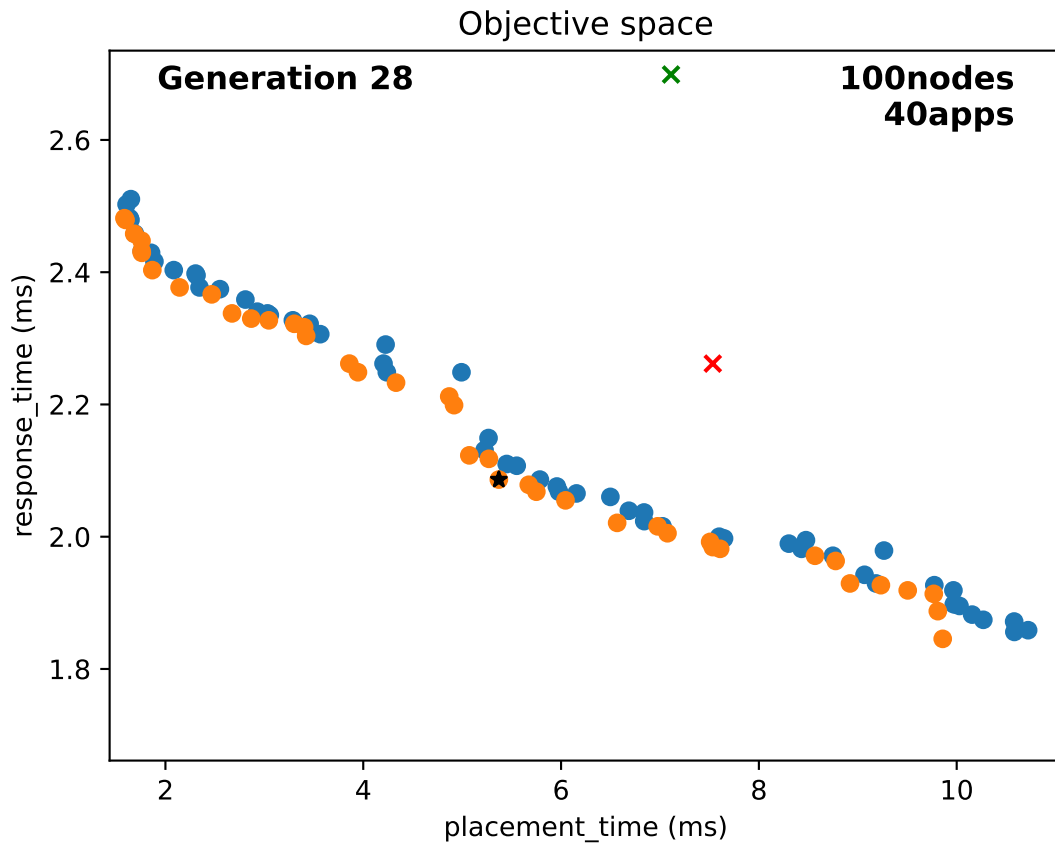 Objective space
Generation 28
100nodes
40apps
2.6
2.4
2.2
2.0
1.8
response_time (ms)
2
4
6
8
10
placement_time (ms)